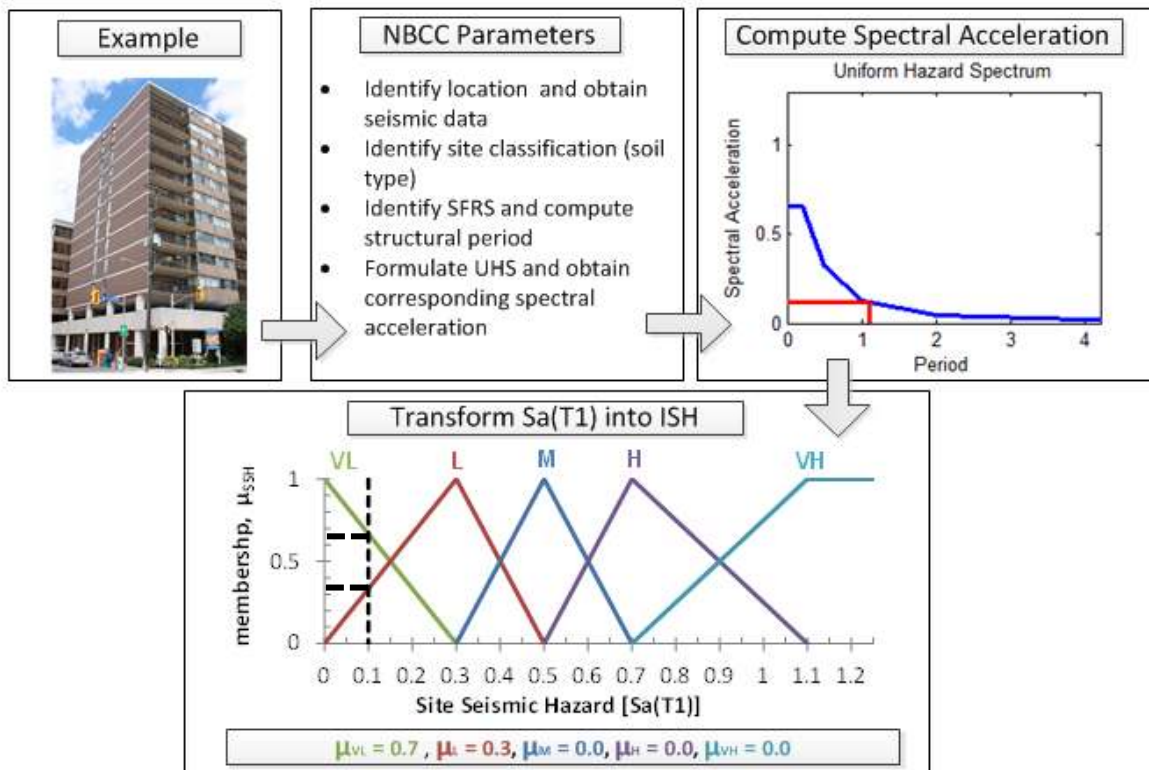 Example
NBCC Parameters
• Identify location and obtain
seismic data
• Identify site classification (soil
type)
• Identify SFRS and compute
structural period
• Formulate UHS and obtain
corresponding spectral
acceleration
Compute Spectral Acceleration
Uniform Hazard Spectrum
Spectral Acceleration
1
0.5
0
0 1 2 3 4
Period
Transform Sa(T1) into ISH
VL L M H VH
membershp, μSSH
1
0.5
0
0 0.1 0.2 0.3 0.4 0.5 0.6 0.7 0.8 0.9 1 1.1 1.2
Site Seismic Hazard [Sa(T1)]
μVL = 0.7 , μL = 0.3, μM = 0.0, μH = 0.0, μVH = 0.0